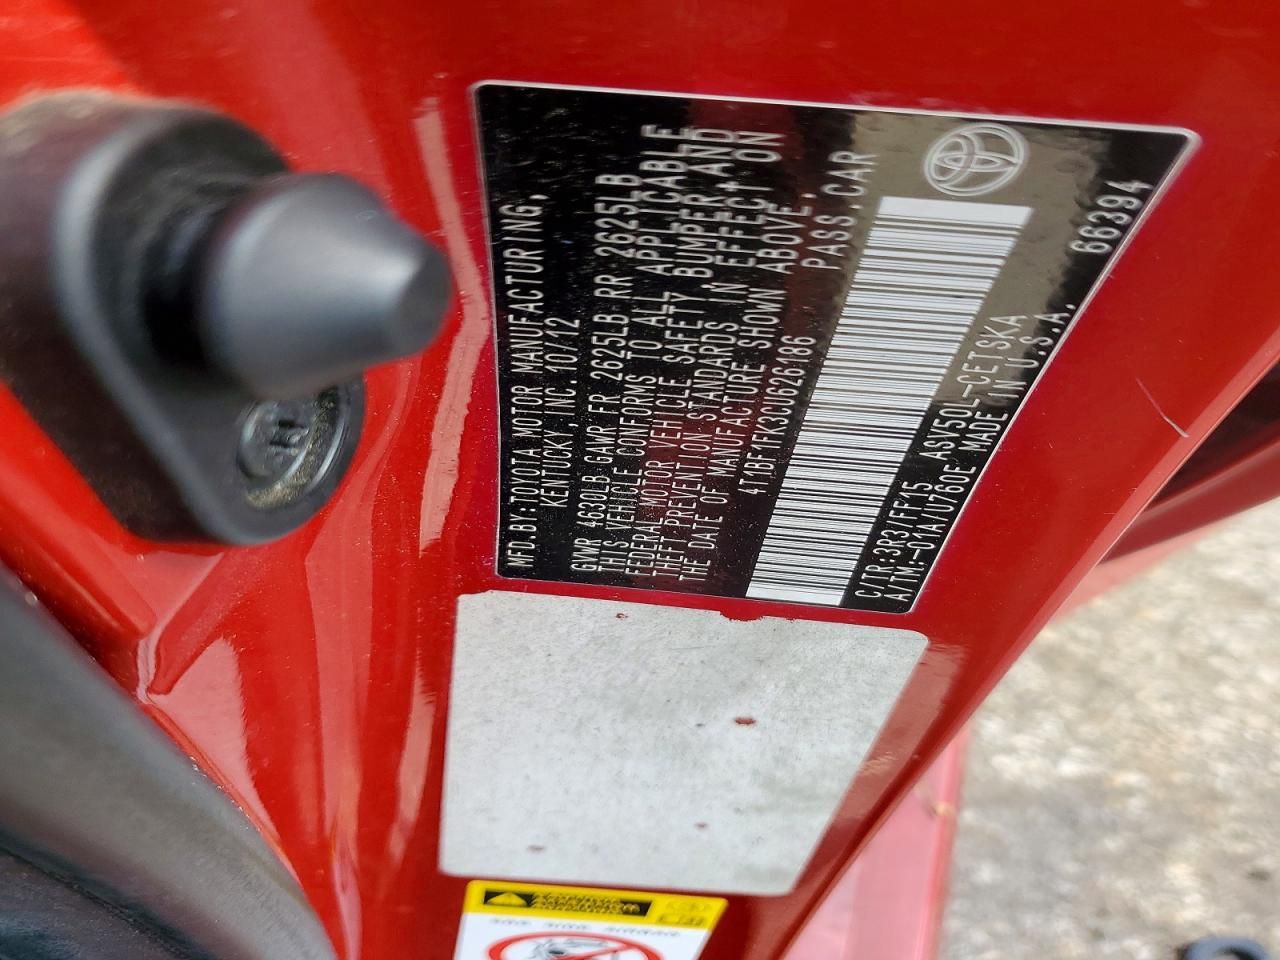 MFD.BY:TOYOTA MOTOR MANUFACTURING,
KENTUCKY,INC. 10/12
GVWR 4630LB GAWR FR 2625LB RR 2625LB
THIS VEHICLE CONFORMS TO ALL APPLICABLE
FEDERAL MOTOR VEHICLE SAFETY,BUMPER,AND
THEFT PREVENTION STANDARDS IN EFFECT ON
THE DATE OF MANUFACTURE SHOWN ABOVE.
4T1BF1FK3CU626186 PASS.CAR
C/TR:3R3/FF15 ASV50L-CETSKA 66394
A/TM:-01A/U760E MADE IN U.S.A.